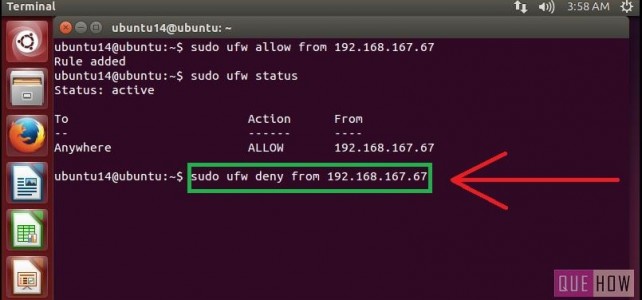 Terminal
3:58 AM
ubuntu14@ubuntu: ~
ubuntu14@ubuntu:~$ sudo ufw allow from 192.168.167.67
Rule added
ubuntu14@ubuntu:~$ sudo ufw status
Status: active
To Action From
-- ------ ----
Anywhere ALLOW 192.168.167.67
ubuntu14@ubuntu:~$ sudo ufw deny from 192.168.167.67
QUE HOW